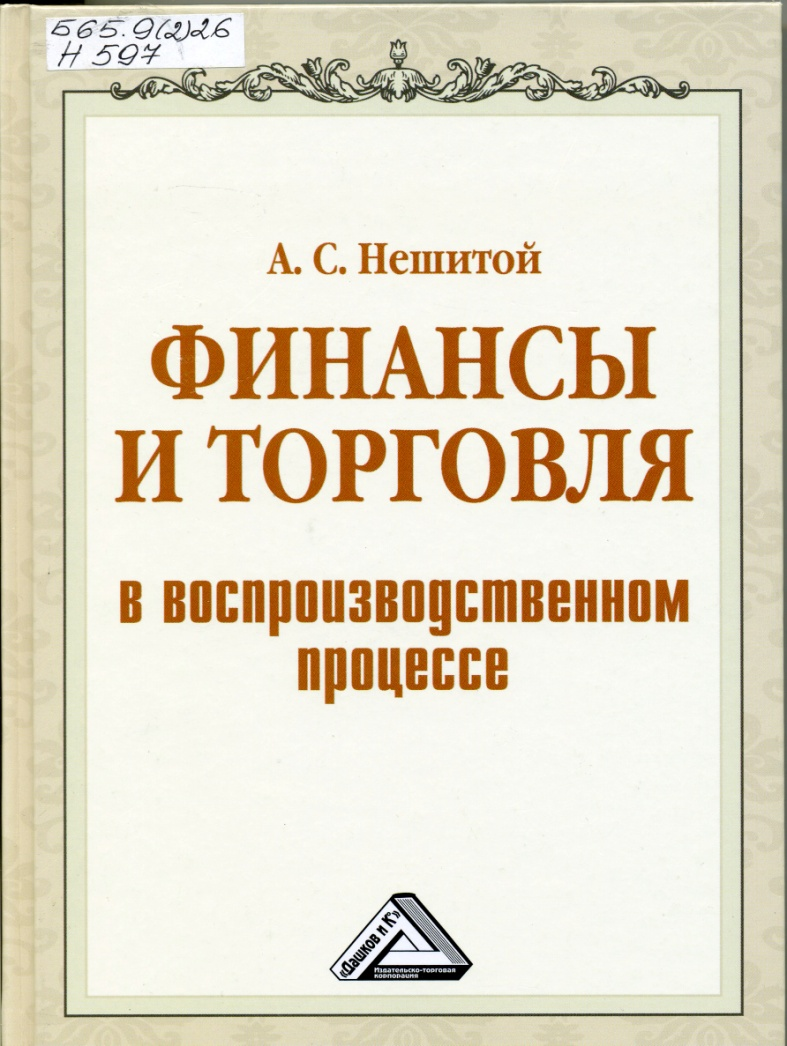 565.9(2)26
Н 597
А. С. Нешитой
ФИНАНСЫ
И ТОРГОВЛЯ
в воспроизводственном
процессе
«Дашков и К°»
Издательско-торговая
корпорация